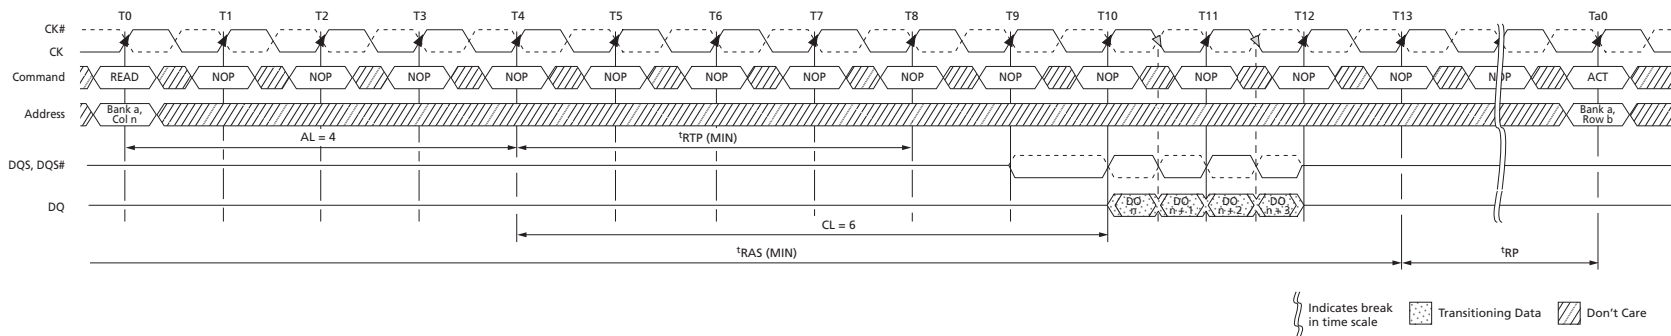 T0 T1 T2 T3 T4 T5 T6 T7 T8 T9 T10 T11 T12 T13 Ta0
CK#
CK
Command READ NOP NOP NOP NOP NOP NOP NOP NOP NOP NOP NOP NOP NOP NOP ACT
Address Bank a, Col n Bank a, Row b
AL = 4 tRTP (MIN)
DQS, DQS#
DQ DO n DO n + 1 DO n + 2 DO n + 3
CL = 6
tRAS (MIN) tRP
Indicates break
in time scale
Transitioning Data
Don't Care